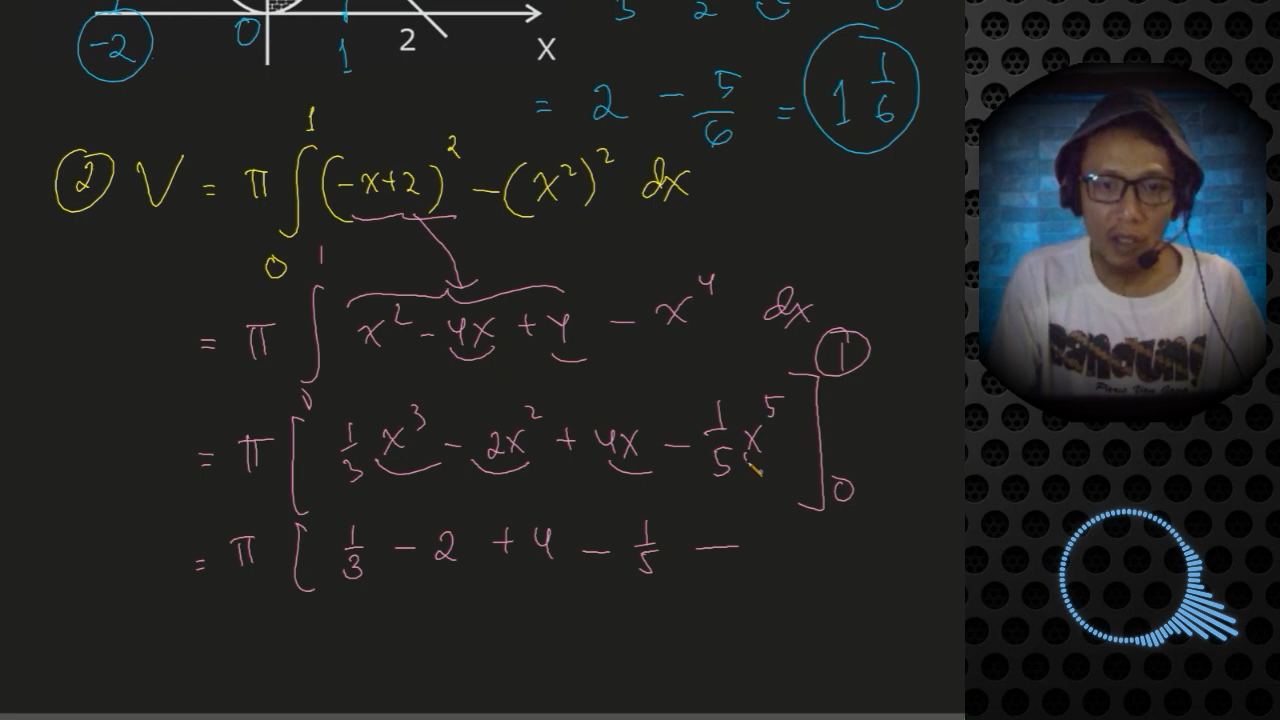 -2 0 1 2 X
= 2 - 5/6 = 1 1/6
② V = π ∫₀¹ (-x+2)² - (x²)² dx
= π ∫₀¹ x² - 4x + 4 - x⁴ dx
= π [ 1/3 x³ - 2x² + 4x - 1/5 x⁵ ]₀¹
= π [ 1/3 - 2 + 4 - 1/5 -
BANDUNG